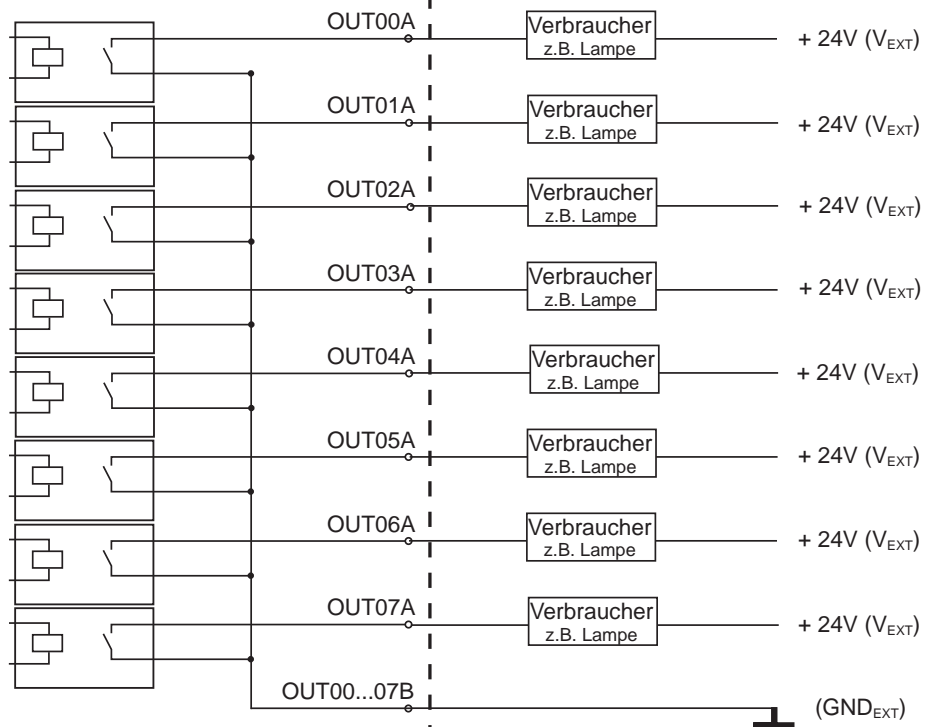 OUT00A Verbraucher + 24V (VEXT)
z.B. Lampe
OUT01A Verbraucher + 24V (VEXT)
z.B. Lampe
OUT02A Verbraucher + 24V (VEXT)
z.B. Lampe
OUT03A Verbraucher + 24V (VEXT)
z.B. Lampe
OUT04A Verbraucher + 24V (VEXT)
z.B. Lampe
OUT05A Verbraucher + 24V (VEXT)
z.B. Lampe
OUT06A Verbraucher + 24V (VEXT)
z.B. Lampe
OUT07A Verbraucher + 24V (VEXT)
z.B. Lampe
OUT00...07B (GNDEXT)